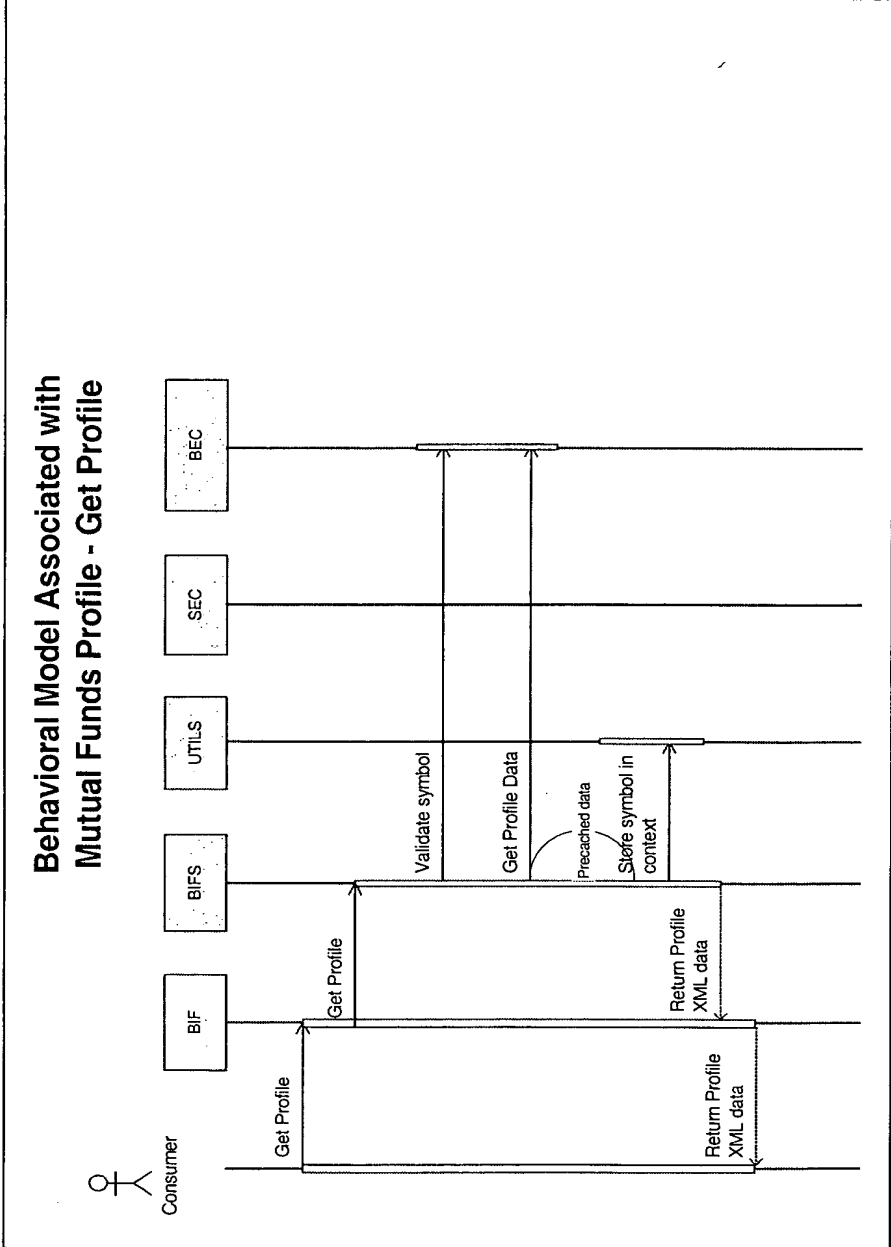 Behavioral Model Associated with
Mutual Funds Profile - Get Profile
Consumer
BIF
BIFS
UTILS
SEC
BEC
Get Profile
Get Profile
Validate symbol
Get Profile Data
Precached data
Store symbol in
context
Return Profile
XML data
Return Profile
XML data